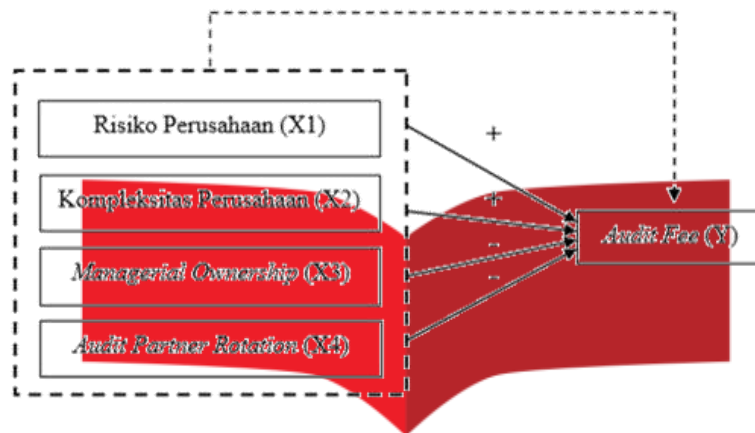 Risiko Perusahaan (X1)
+
Kompleksitas Perusahaan (X2)
+
Audit Fee (Y)
-
Managerial Ownership (X3)
-
Audit Partner Rotation (X4)